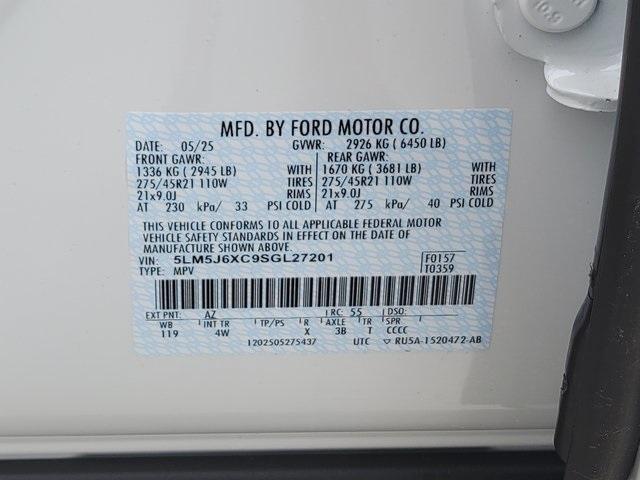 MFD. BY FORD MOTOR CO.
DATE: 05/25 GVWR: 2926 KG ( 6450 LB)
FRONT GAWR: REAR GAWR:
1336 KG ( 2945 LB) WITH 1670 KG ( 3681 LB) WITH
275/45R21 110W TIRES 275/45R21 110W TIRES
21x9.0J RIMS 21x9.0J RIMS
AT 230 kPa/ 33 PSI COLD AT 275 kPa/ 40 PSI COLD
THIS VEHICLE CONFORMS TO ALL APPLICABLE FEDERAL MOTOR
VEHICLE SAFETY STANDARDS IN EFFECT ON THE DATE OF MANUFACTURE SHOWN ABOVE.
VIN: 5LM5J6XC9SGL27201 F0157
TYPE: MPV T0359
EXT PNT: AZ RC: 55 DSO:
WB INT TR TP/PS R AXLE TR SPR
119 4W X 3B T CCCC
1202505275437 UTC ▽ RU5A-1520472-AB